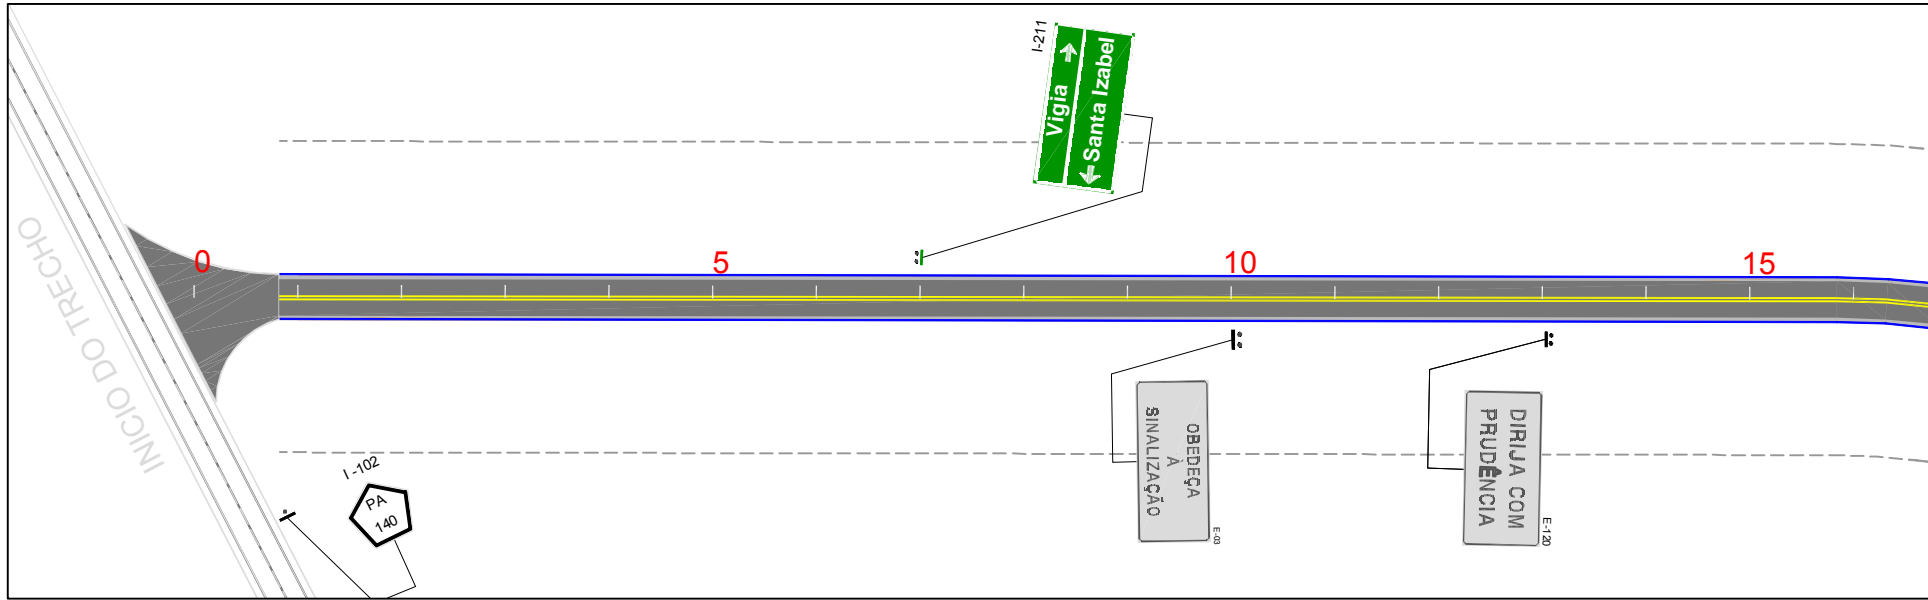 I-211
Vigia
Santa Izabel
0
5
10
15
INICIO DO TRECHO
I -102
PA
140
OBEDEÇA
À
SINALIZAÇÃO
E-03
DIRIJA COM
PRUDÊNCIA
E-120